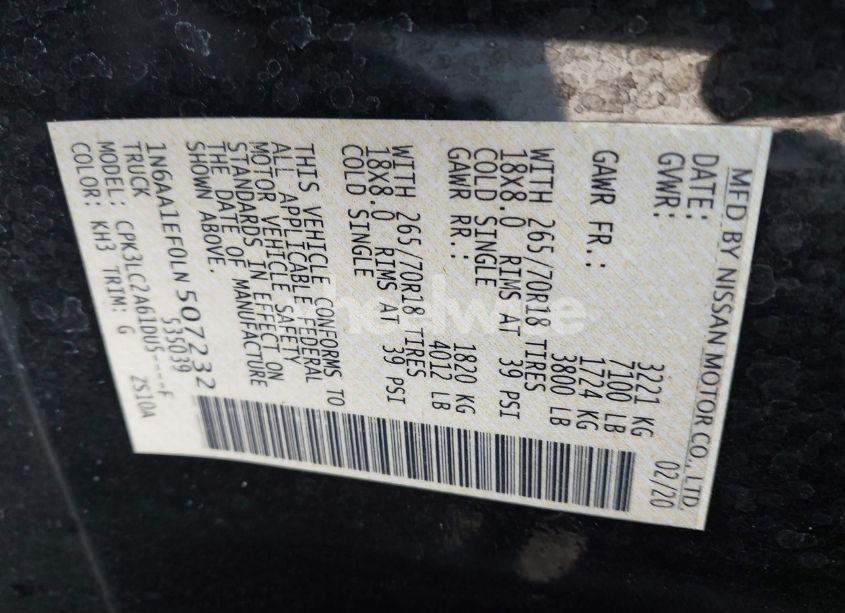 MFD BY NISSAN MOTOR CO., LTD.
DATE: 02/20
GVWR: 3221 KG
7100 LB
GAWR FR.: 1724 KG
3800 LB
WITH 265/70R18 TIRES
18X8.0 RIMS AT 39 PSI
COLD SINGLE
GAWR RR.: 1820 KG
4012 LB
WITH 265/70R18 TIRES
18X8.0 RIMS AT 39 PSI
COLD SINGLE
THIS VEHICLE CONFORMS TO
ALL APPLICABLE FEDERAL
MOTOR VEHICLE SAFETY
STANDARDS IN EFFECT ON
THE DATE OF MANUFACTURE
SHOWN ABOVE.
1N6AA1EF0LN 507232
TRUCK 335039
MODEL: CPK3LC2A61DU5----F
COLOR: KH3 TRIM: G ZS10A